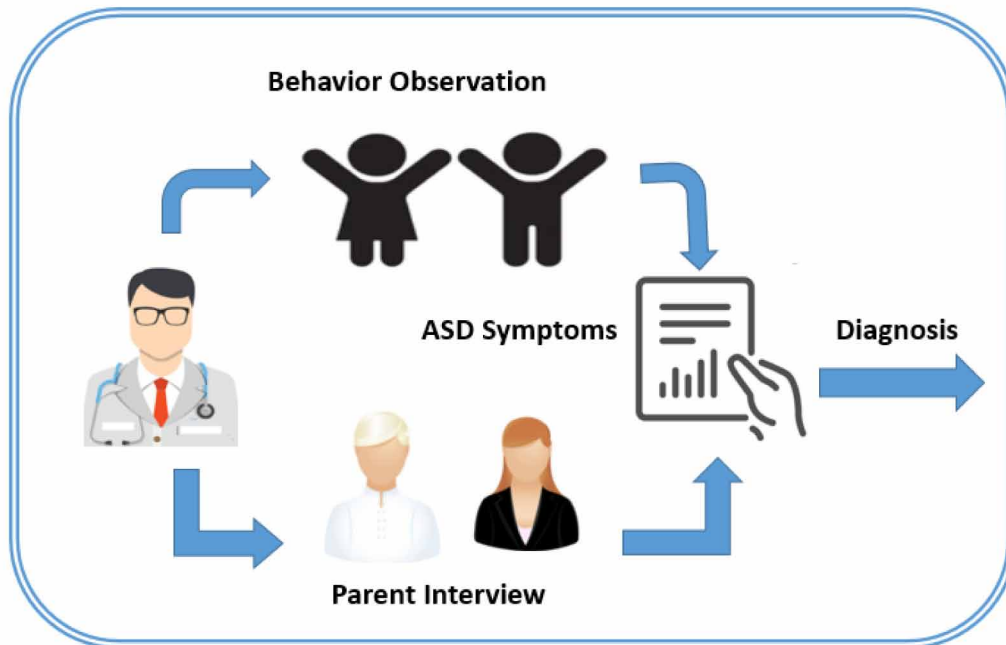 Behavior Observation
ASD Symptoms
Diagnosis
Parent Interview